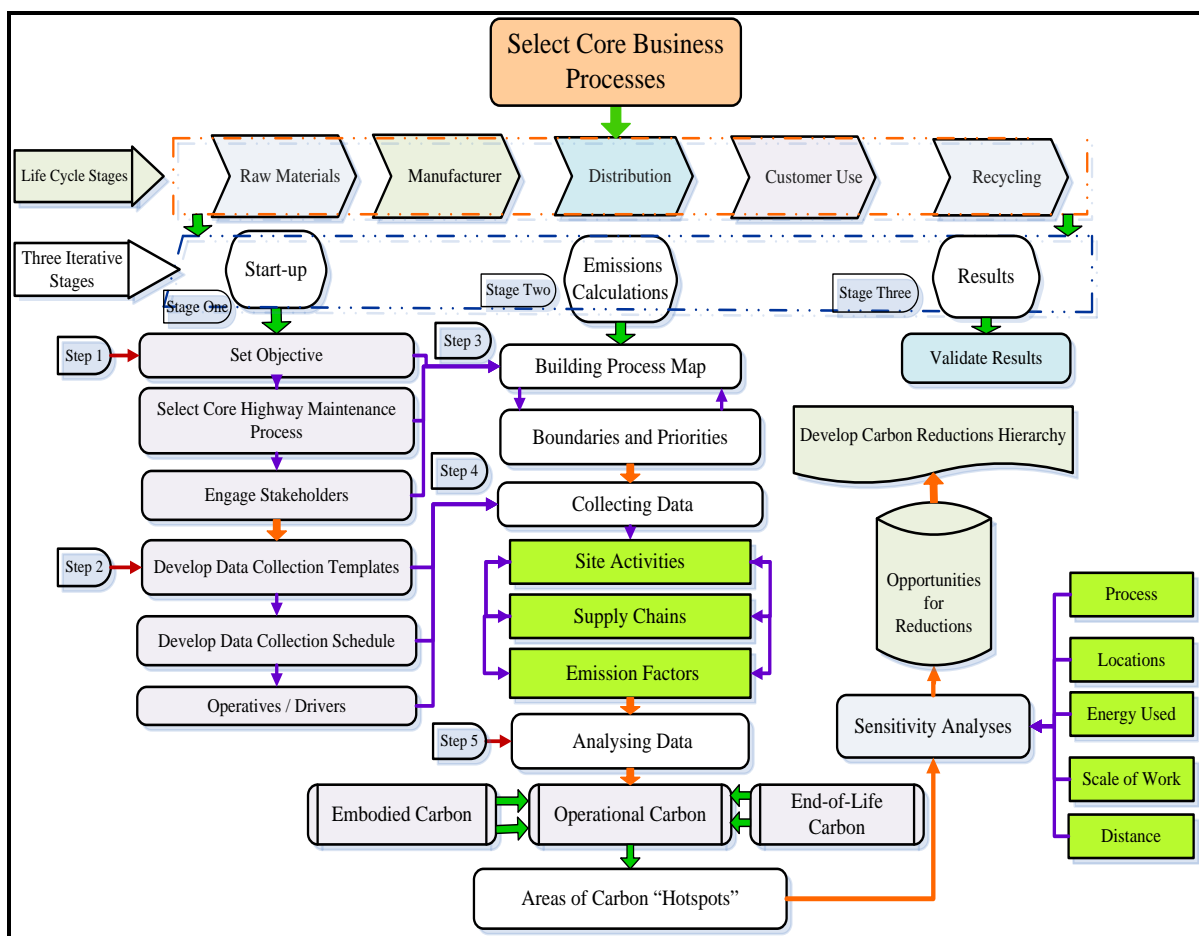 Select Core Business
Processes
Life Cycle Stages
Raw Materials
Manufacturer
Distribution
Customer Use
Recycling
Three Iterative
Stages
Start-up
Emissions
Calculations
Results
Stage One
Stage Two
Stage Three
Step 1
Set Objective
Select Core Highway Maintenance
Process
Engage Stakeholders
Step 2
Develop Data Collection Templates
Develop Data Collection Schedule
Operatives / Drivers
Step 3
Building Process Map
Boundaries and Priorities
Step 4
Collecting Data
Site Activities
Supply Chains
Emission Factors
Step 5
Analysing Data
Embodied Carbon
Operational Carbon
End-of-Life
Carbon
Areas of Carbon “Hotspots”
Validate Results
Develop Carbon Reductions Hierarchy
Opportunities
for
Reductions
Sensitivity Analyses
Process
Locations
Energy Used
Scale of Work
Distance